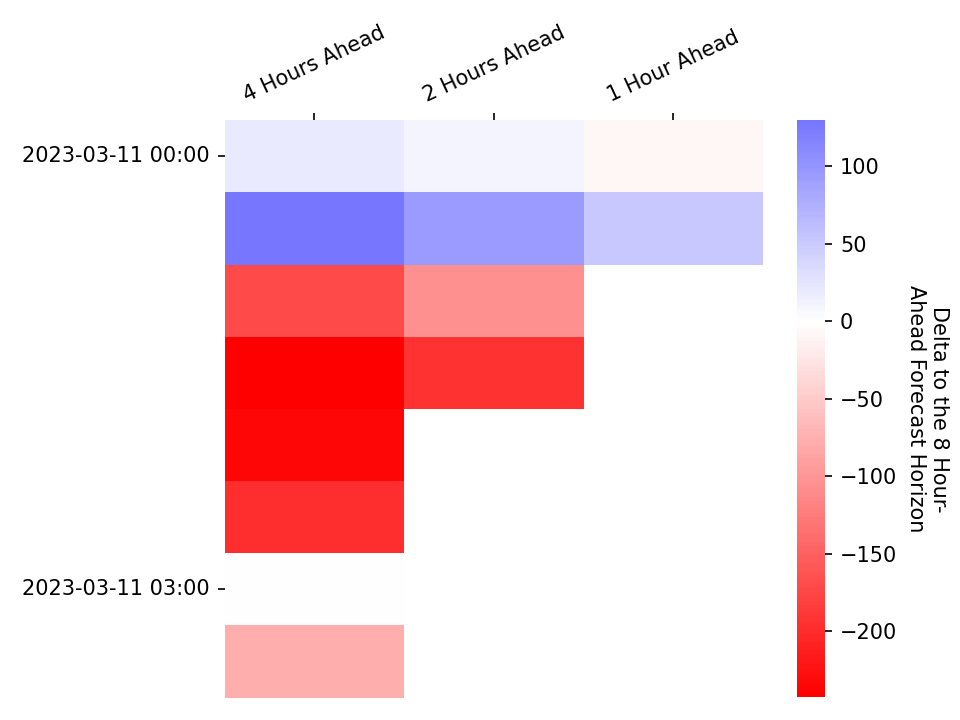 4 Hours Ahead
2 Hours Ahead
1 Hour Ahead
2023-03-11 00:00
2023-03-11 03:00
100
50
0
−50
−100
−150
−200
Delta to the 8 Hour-
Ahead Forecast Horizon